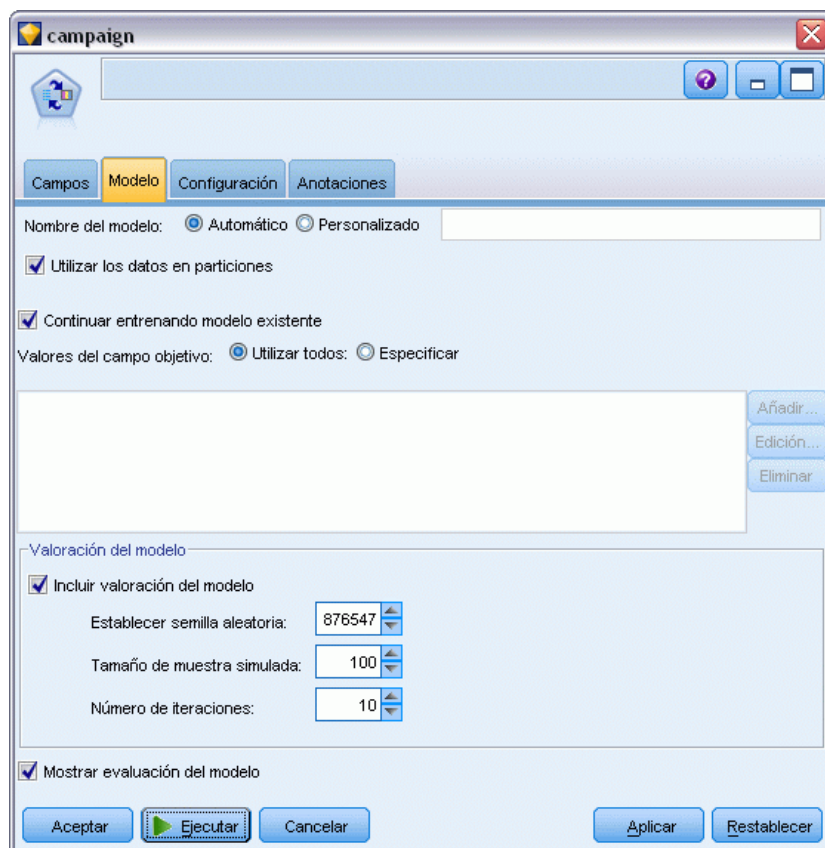 campaign
?
Campos Modelo Configuración Anotaciones
Nombre del modelo: Automático Personalizado
Utilizar los datos en particiones
Continuar entrenando modelo existente
Valores del campo objetivo: Utilizar todos: Especificar
Añadir...
Edición...
Eliminar
Valoración del modelo
Incluir valoración del modelo
Establecer semilla aleatoria: 876547
Tamaño de muestra simulada: 100
Número de iteraciones: 10
Mostrar evaluación del modelo
Aceptar Ejecutar Cancelar Aplicar Restablecer